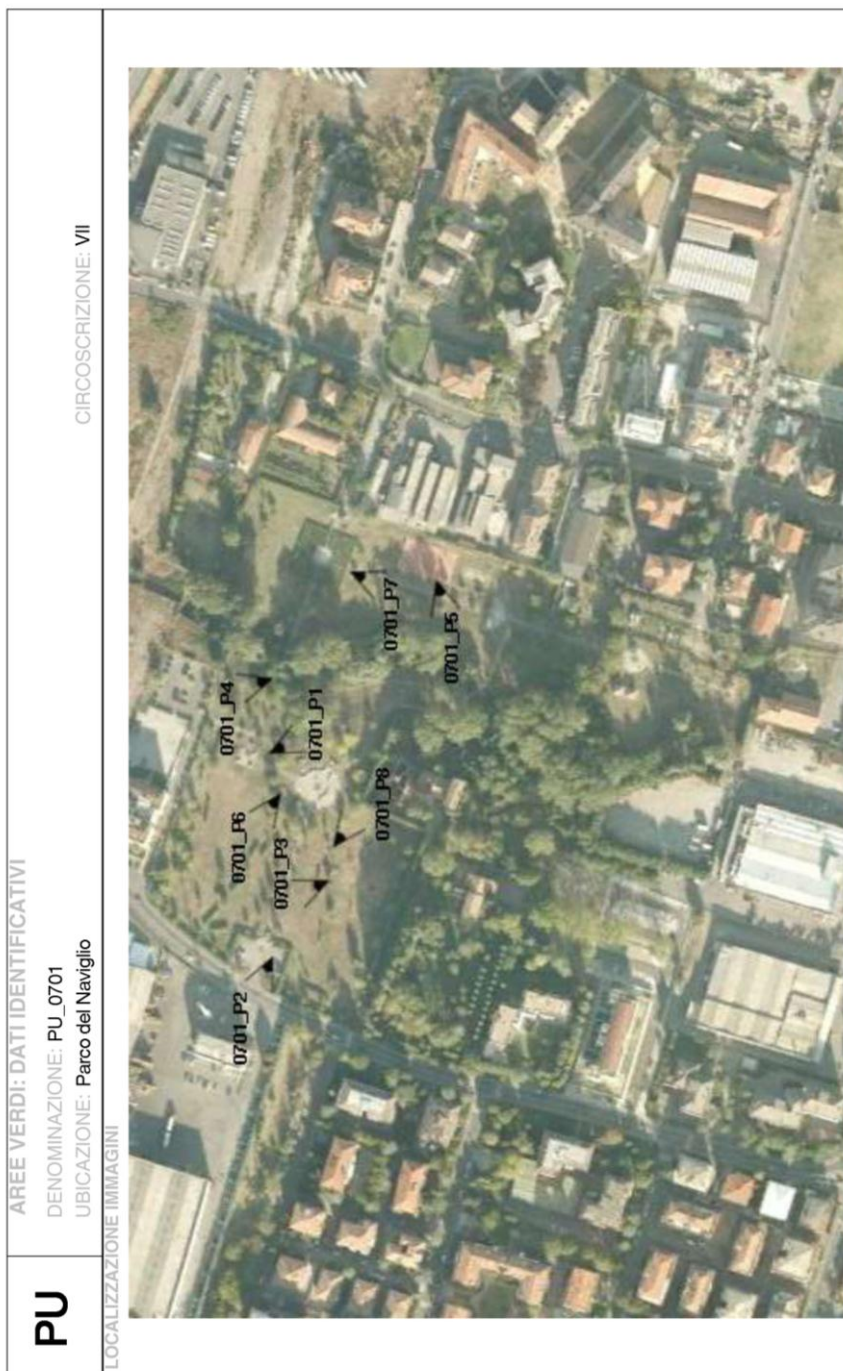 PU
AREE VERDI: DATI IDENTIFICATIVI
DENOMINAZIONE: PU_0701
UBICAZIONE: Parco del Naviglio
CIRCOSCRIZIONE: VII
LOCALIZZAZIONE IMMAGINI
0701_P2
0701_P3
0701_P6
0701_P8
0701_P1
0701_P4
0701_P5
0701_P7